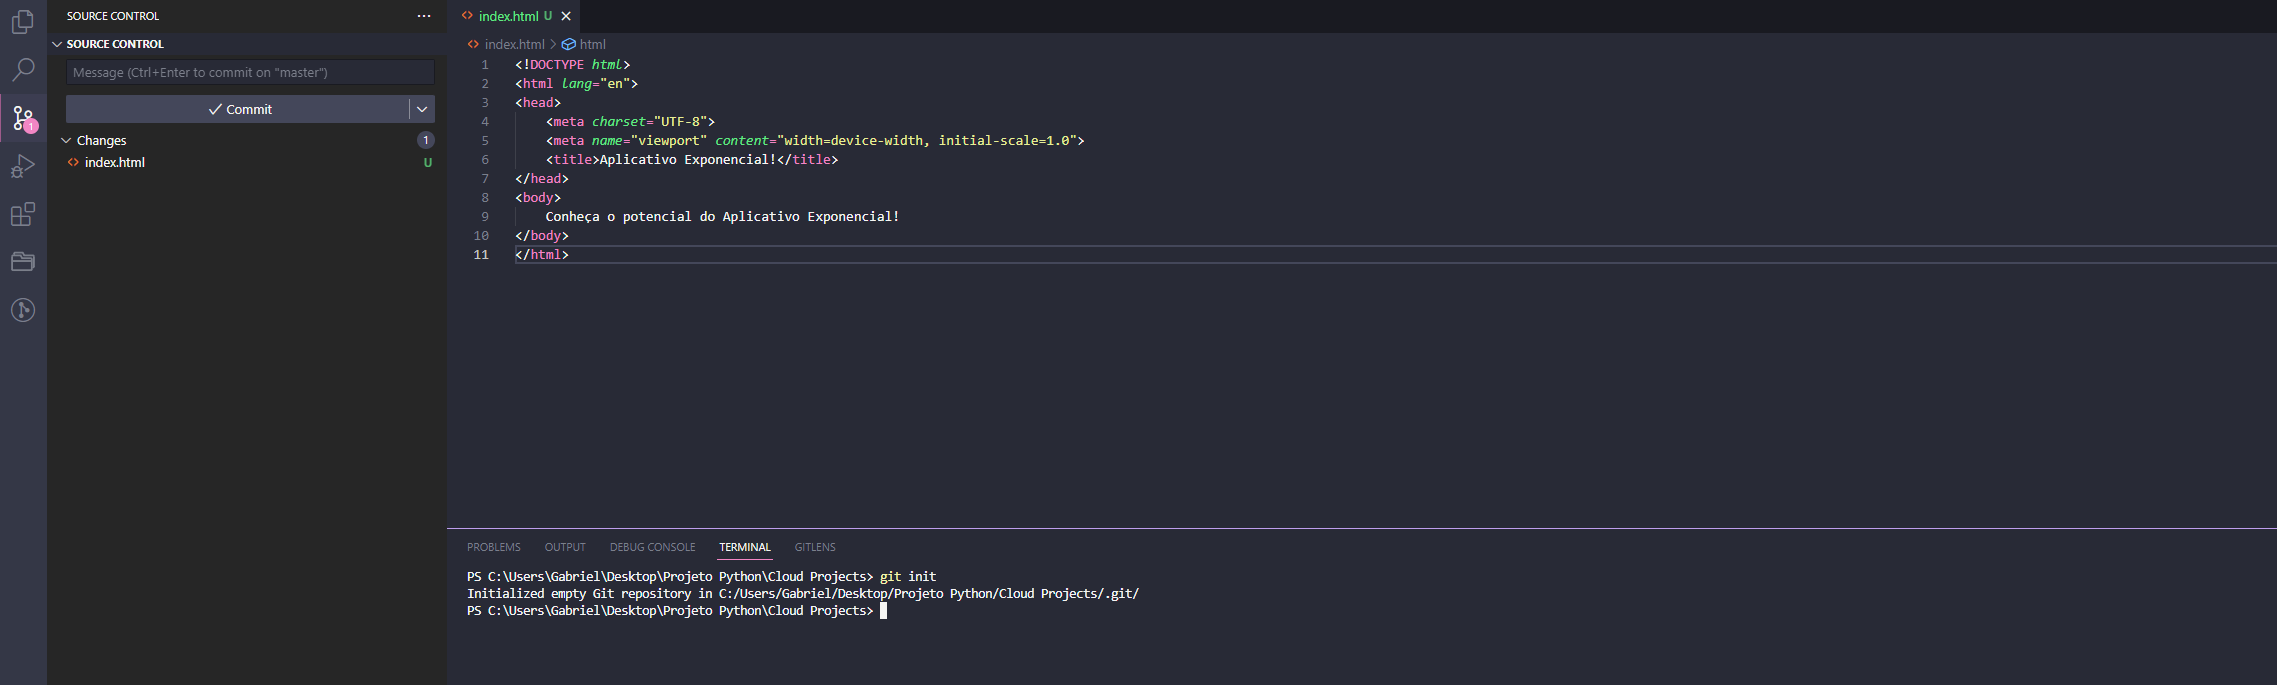 SOURCE CONTROL
SOURCE CONTROL
Message (Ctrl+Enter to commit on "master")
Commit
Changes 1
index.html U
1
index.html U
index.html > html
1 <!DOCTYPE html>
2 <html lang="en">
3 <head>
4 <meta charset="UTF-8">
5 <meta name="viewport" content="width=device-width, initial-scale=1.0">
6 <title>Aplicativo Exponencial!</title>
7 </head>
8 <body>
9 Conheça o potencial do Aplicativo Exponencial!
10 </body>
11 </html>
PROBLEMS OUTPUT DEBUG CONSOLE TERMINAL GITLENS
PS C:\Users\Gabriel\Desktop\Projeto Python\Cloud Projects> git init
Initialized empty Git repository in C:/Users/Gabriel/Desktop/Projeto Python/Cloud Projects/.git/
PS C:\Users\Gabriel\Desktop\Projeto Python\Cloud Projects>